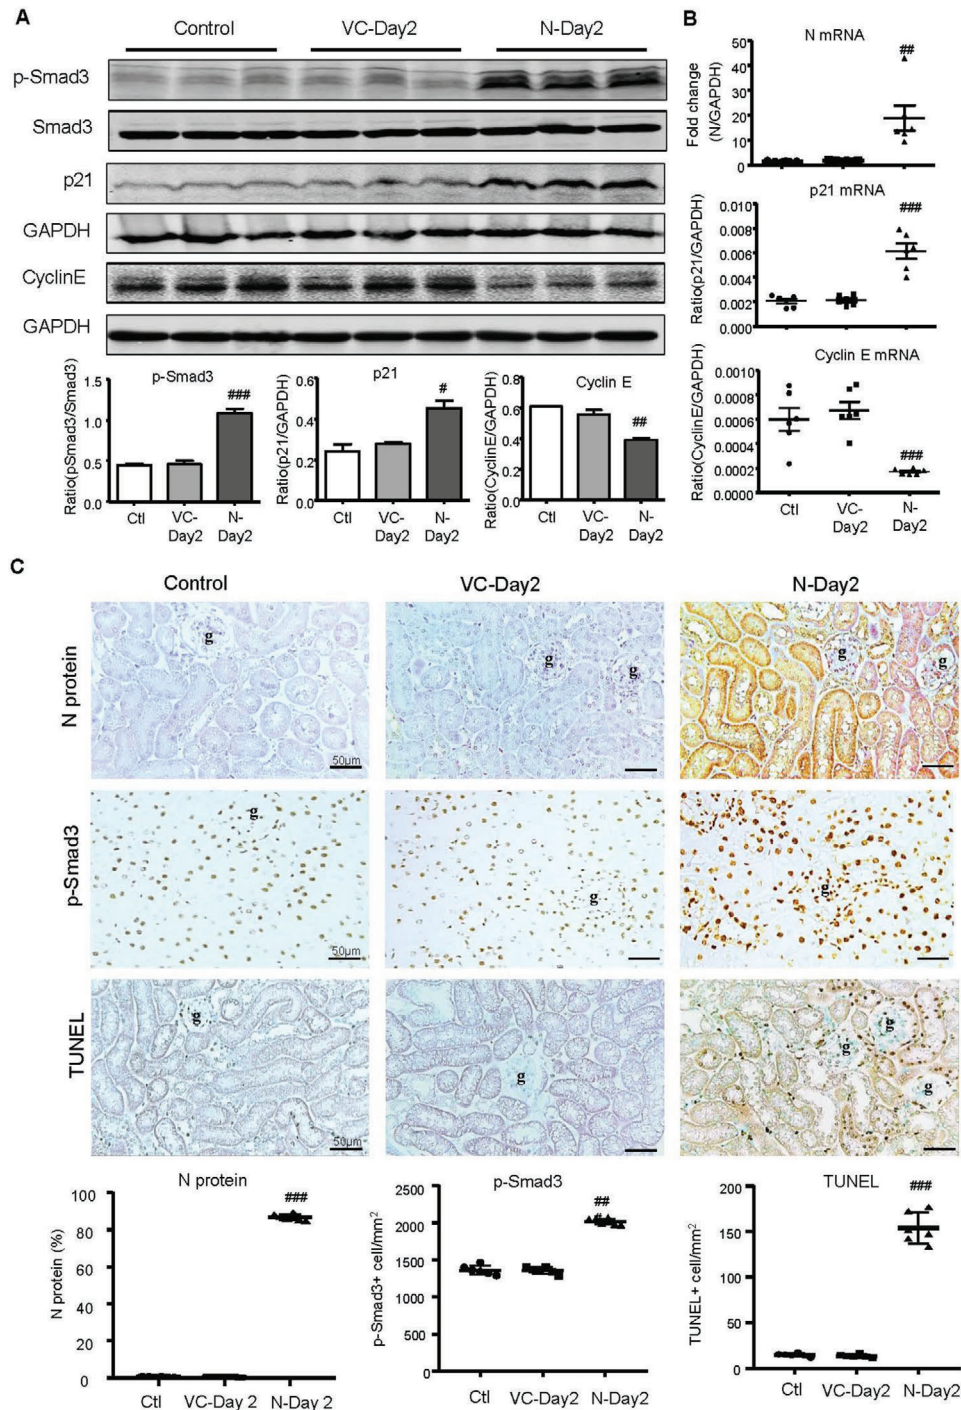 A
Control VC-Day2 N-Day2
p-Smad3
Smad3
p21
GAPDH
CyclinE
GAPDH
p-Smad3
Ratio(pSmad3/Smad3)
1.5
1.0
0.5
0.0
###
Ctl VC-Day2 N-Day2
p21
Ratio(p21/GAPDH)
0.6
0.4
0.2
0.0
#
Ctl VC-Day2 N-Day2
Cyclin E
Ratio(CyclinE/GAPDH)
0.6
0.4
0.2
0.0
##
Ctl VC-Day2 N-Day2
B
N mRNA
Fold change
(N/GAPDH)
50
40
30
20
10
0
##
p21 mRNA
Ratio(p21/GAPDH)
0.010
0.008
0.006
0.004
0.002
0.000
###
Cyclin E mRNA
Ratio(CyclinE/GAPDH)
0.0010
0.0008
0.0006
0.0004
0.0002
0.0000
###
Ctl VC-Day2 N-Day2
C
Control VC-Day2 N-Day2
N protein
g
50µm
g
g
g
g
p-Smad3
g
50µm
g
g
TUNEL
g
50µm
g
g
g
g
N protein
N protein (%)
100
80
60
40
20
0
###
Ctl VC-Day 2 N-Day 2
p-Smad3
p-Smad3+ cell/mm²
2500
2000
1500
1000
500
0
##
#
Ctl VC-Day2 N-Day2
TUNEL
TUNEL+ cell/mm²
200
150
100
50
0
###
Ctl VC-Day2 N-Day2